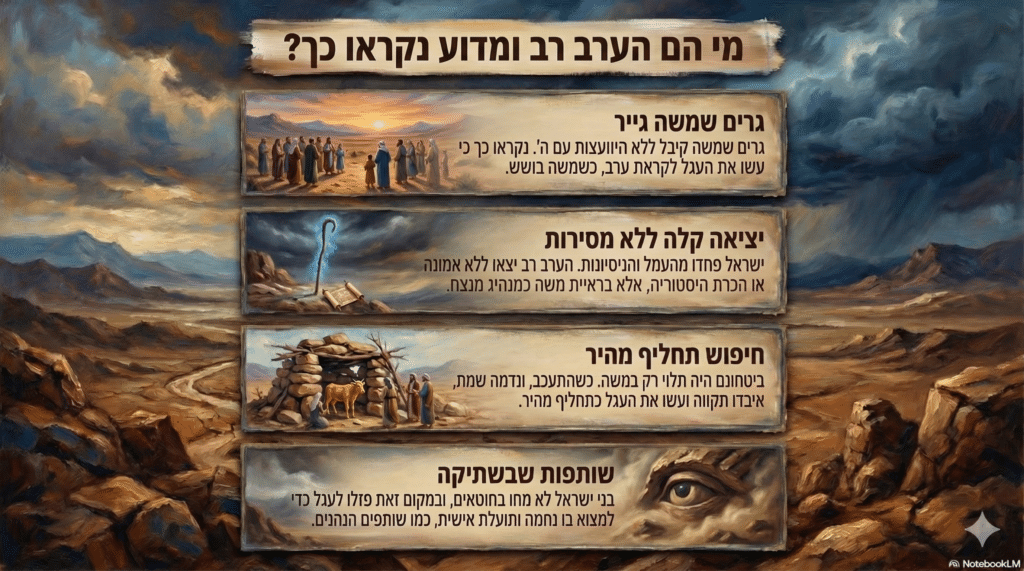 מי הם הערב רב ומדוע נקראו כך?
גרים שמשה גייר
גרים שמשה קיבל ללא היוועצות עם ה'. נקראו כך כי
עשו את העגל לקראת ערב, כשמשה בושש.
יציאה קלה ללא מסירות
ישראל פחדו מהעמל והניסיונות. הערב רב יצאו ללא אמונה
או הכרת היסטוריה, אלא בראיית משה כמנהיג מנצח.
חיפוש תחליף מהיר
ביטחונם היה תלוי רק במשה. כשהתעכב, ונדמה שמת,
איבדו תקווה ועשו את העגל כתחליף מהיר.
שותפות שבשתיקה
בני ישראל לא מחו בחוטאים, ובמקום זאת פזלו לעגל כדי
למצוא בו נחמה ותועלת אישית, כמו שותפים הנהנים.
NotebookLM